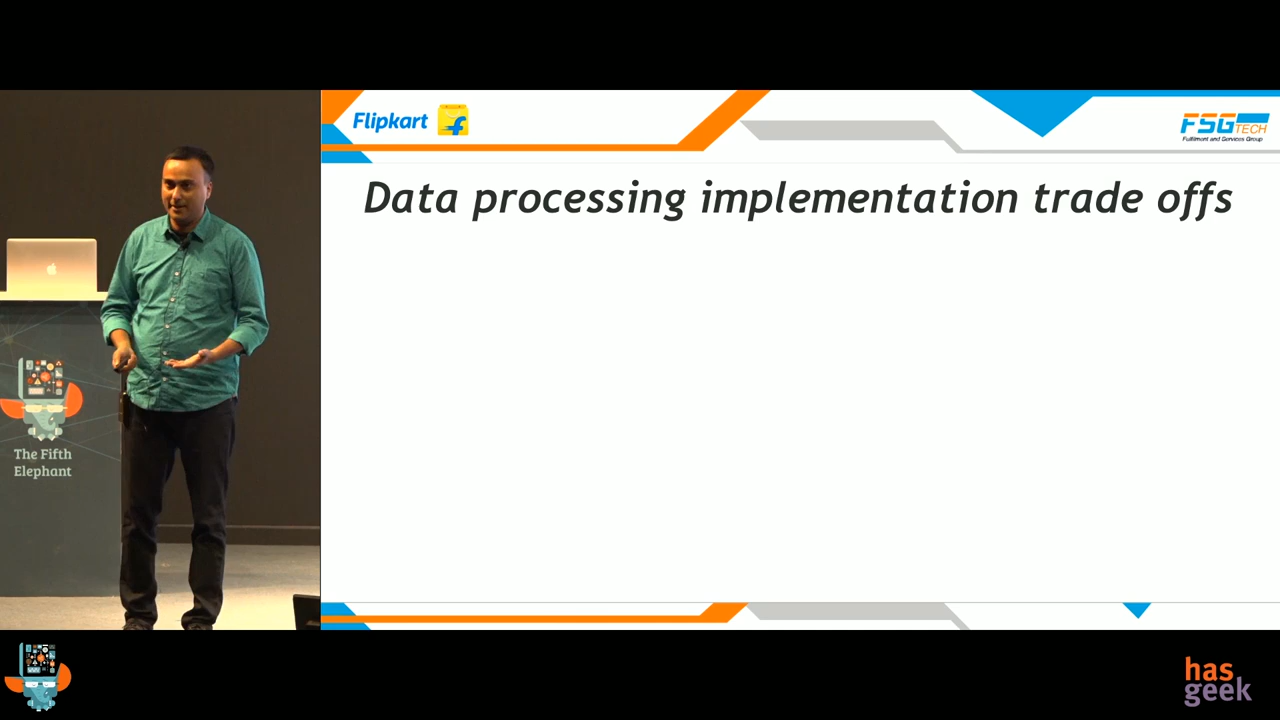 Flipkart
FSG TECH
Fulfilment and Services Group
Data processing implementation trade offs
The Fifth
Elephant
has
geek